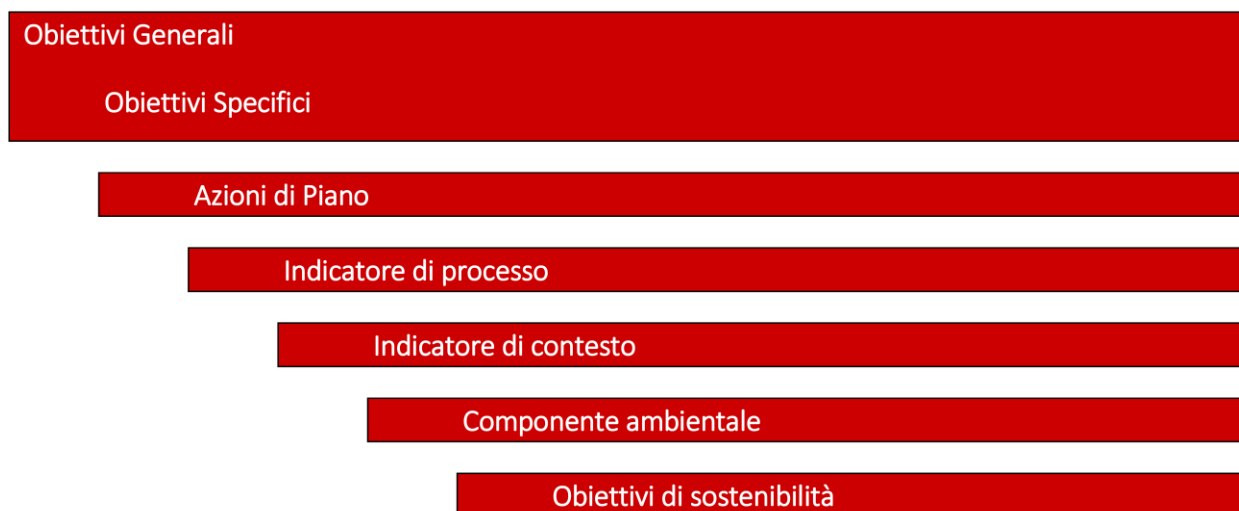 Obiettivi Generali
Obiettivi Specifici
Azioni di Piano
Indicatore di processo
Indicatore di contesto
Componente ambientale
Obiettivi di sostenibilità